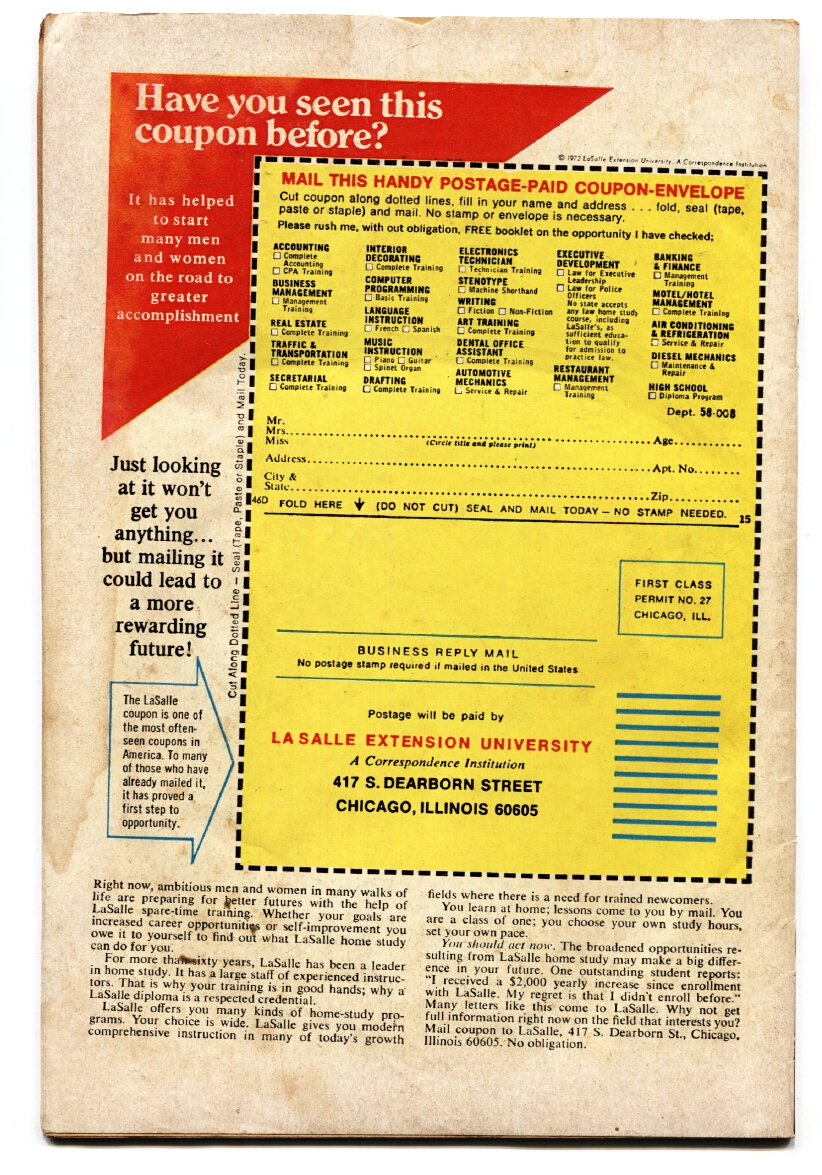 Have you seen this
coupon before?
© 1972 LaSalle Extension University, A Correspondence Institution
It has helped
to start
many men
and women
on the road to
greater
accomplishment
MAIL THIS HANDY POSTAGE-PAID COUPON-ENVELOPE
Cut coupon along dotted lines, fill in your name and address . . . fold, seal (tape,
paste or staple) and mail. No stamp or envelope is necessary.
Please rush me, with out obligation, FREE booklet on the opportunity I have checked;
ACCOUNTING
☐ Complete
Accounting
☐ CPA Training
BUSINESS
MANAGEMENT
☐ Management
Training
REAL ESTATE
☐ Complete Training
TRAFFIC &
TRANSPORTATION
☐ Complete Training
SECRETARIAL
☐ Complete Training
INTERIOR
DECORATING
☐ Complete Training
COMPUTER
PROGRAMMING
☐ Basic Training
LANGUAGE
INSTRUCTION
☐ French ☐ Spanish
MUSIC
INSTRUCTION
☐ Piano ☐ Guitar
☐ Spinet Organ
DRAFTING
☐ Complete Training
ELECTRONICS
TECHNICIAN
☐ Technician Training
STENOTYPE
☐ Machine Shorthand
WRITING
☐ Fiction ☐ Non-Fiction
ART TRAINING
☐ Complete Training
DENTAL OFFICE
ASSISTANT
☐ Complete Training
AUTOMOTIVE
MECHANICS
☐ Service & Repair
EXECUTIVE
DEVELOPMENT
☐ Law for Executive
Leadership
☐ Law for Police
Officers
No state accepts
any law home study
course, including
LaSalle's, as
sufficient educa-
tion to qualify
for admission to
practice law.
RESTAURANT
MANAGEMENT
☐ Management
Training
BANKING
& FINANCE
☐ Management
Training
MOTEL/HOTEL
MANAGEMENT
☐ Complete Training
AIR CONDITIONING
& REFRIGERATION
☐ Service & Repair
DIESEL MECHANICS
☐ Maintenance &
Repair
HIGH SCHOOL
☐ Diploma Program
Dept. 58-008
Mr.
Mrs.
Miss (Circle title and please print) Age
Address Apt. No.
City &
State Zip
46D FOLD HERE ↓ (DO NOT CUT) SEAL AND MAIL TODAY – NO STAMP NEEDED. 15
Cut Along Dotted Line – Seal (Tape, Paste or Staple) and Mail Today.
Just looking
at it won't
get you
anything...
but mailing it
could lead to
a more
rewarding
future!
The LaSalle
coupon is one of
the most often-
seen coupons in
America. To many
of those who have
already mailed it,
it has proved a
first step to
opportunity.
FIRST CLASS
PERMIT NO. 27
CHICAGO, ILL.
BUSINESS REPLY MAIL
No postage stamp required if mailed in the United States
Postage will be paid by
LA SALLE EXTENSION UNIVERSITY
A Correspondence Institution
417 S. DEARBORN STREET
CHICAGO, ILLINOIS 60605
Right now, ambitious men and women in many walks of
life are preparing for better futures with the help of
LaSalle spare-time training. Whether your goals are
increased career opportunities or self-improvement you
owe it to yourself to find out what LaSalle home study
can do for you.
For more than sixty years, LaSalle has been a leader
in home study. It has a large staff of experienced instruc-
tors. That is why your training is in good hands; why a
LaSalle diploma is a respected credential.
LaSalle offers you many kinds of home-study pro-
grams. Your choice is wide. LaSalle gives you modern
comprehensive instruction in many of today's growth
fields where there is a need for trained newcomers.
You learn at home; lessons come to you by mail. You
are a class of one; you choose your own study hours,
set your own pace.
You should act now. The broadened opportunities re-
sulting from LaSalle home study may make a big differ-
ence in your future. One outstanding student reports:
"I received a $2,000 yearly increase since enrollment
with LaSalle. My regret is that I didn't enroll before."
Many letters like this come to LaSalle. Why not get
full information right now on the field that interests you?
Mail coupon to LaSalle, 417 S. Dearborn St., Chicago,
Illinois 60605. No obligation.